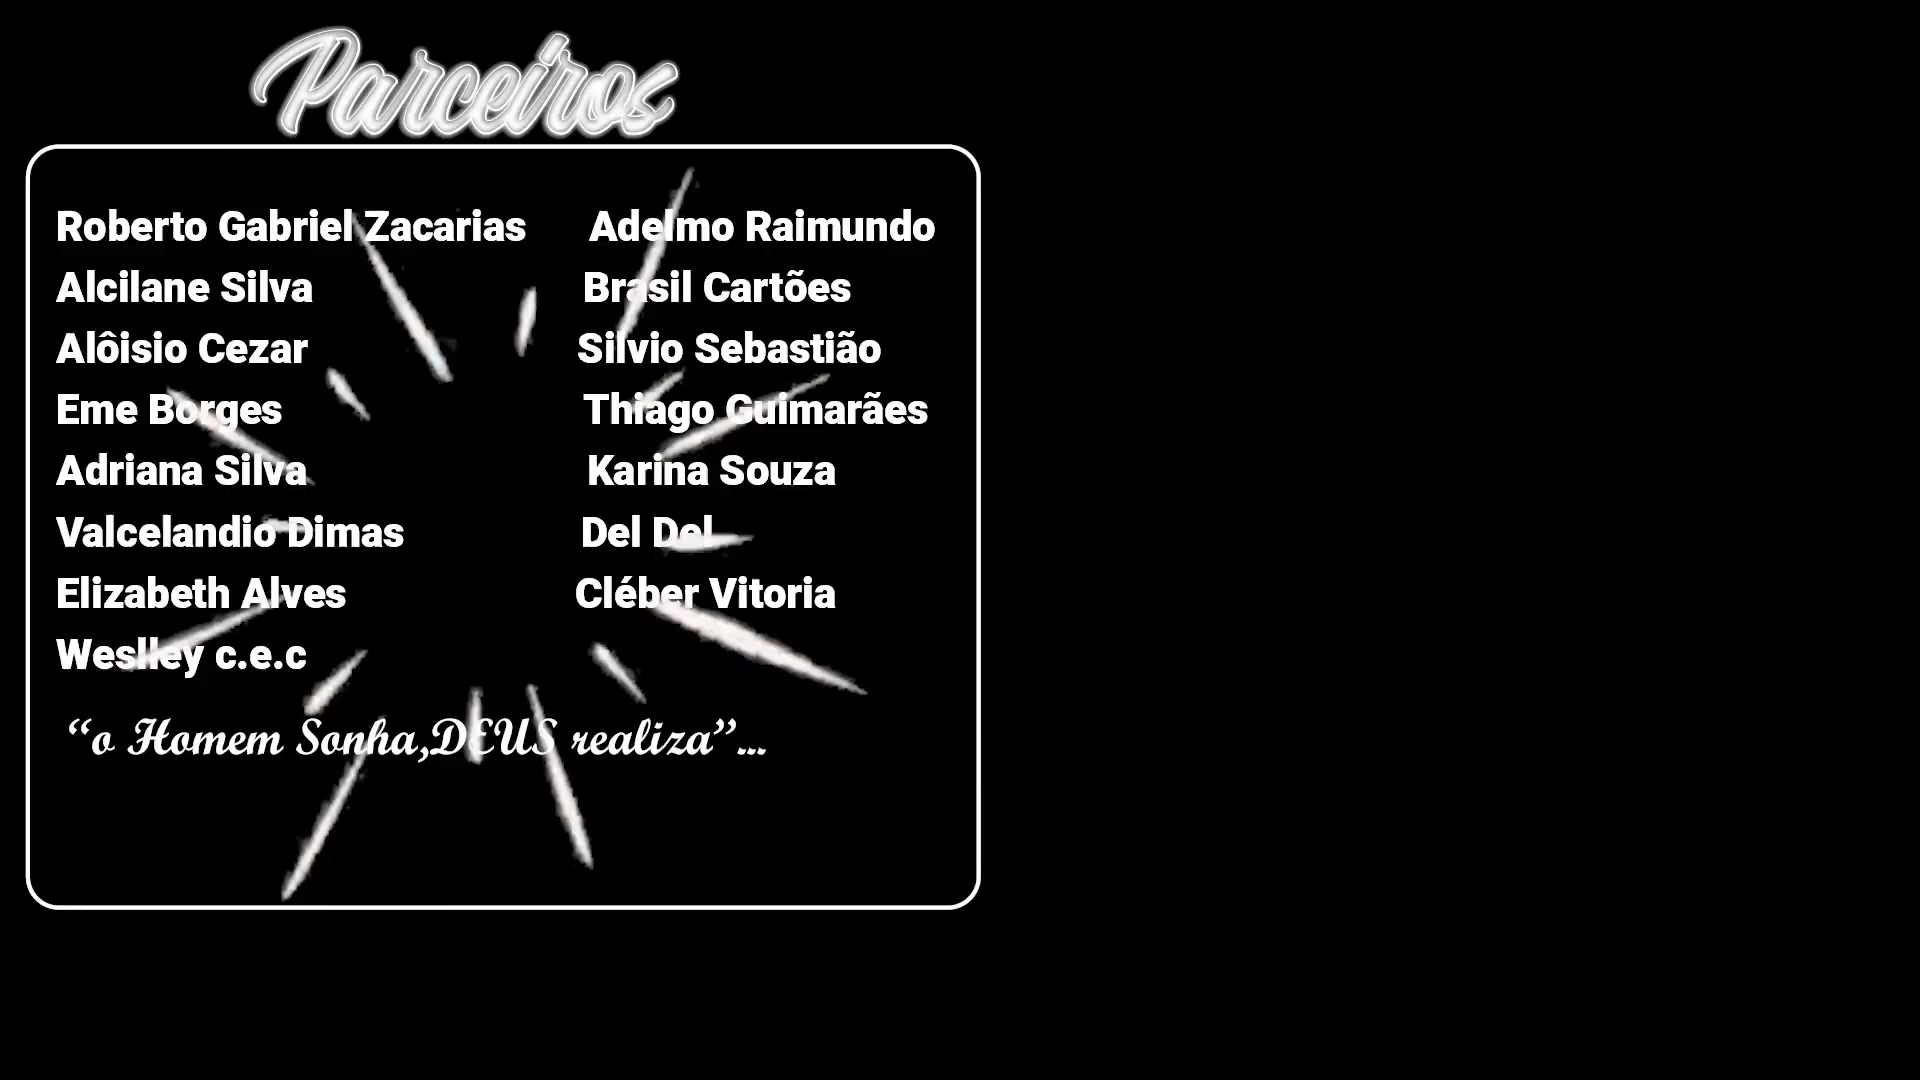 Parceiros
Roberto Gabriel Zacarias Adelmo Raimundo
Alcilane Silva Brasil Cartões
Alôisio Cezar Silvio Sebastião
Eme Borges Thiago Guimarães
Adriana Silva Karina Souza
Valcelandio Dimas Del Del
Elizabeth Alves Cléber Vitoria
Weslley c.e.c
“o Homem Sonha,DEUS realiza”...